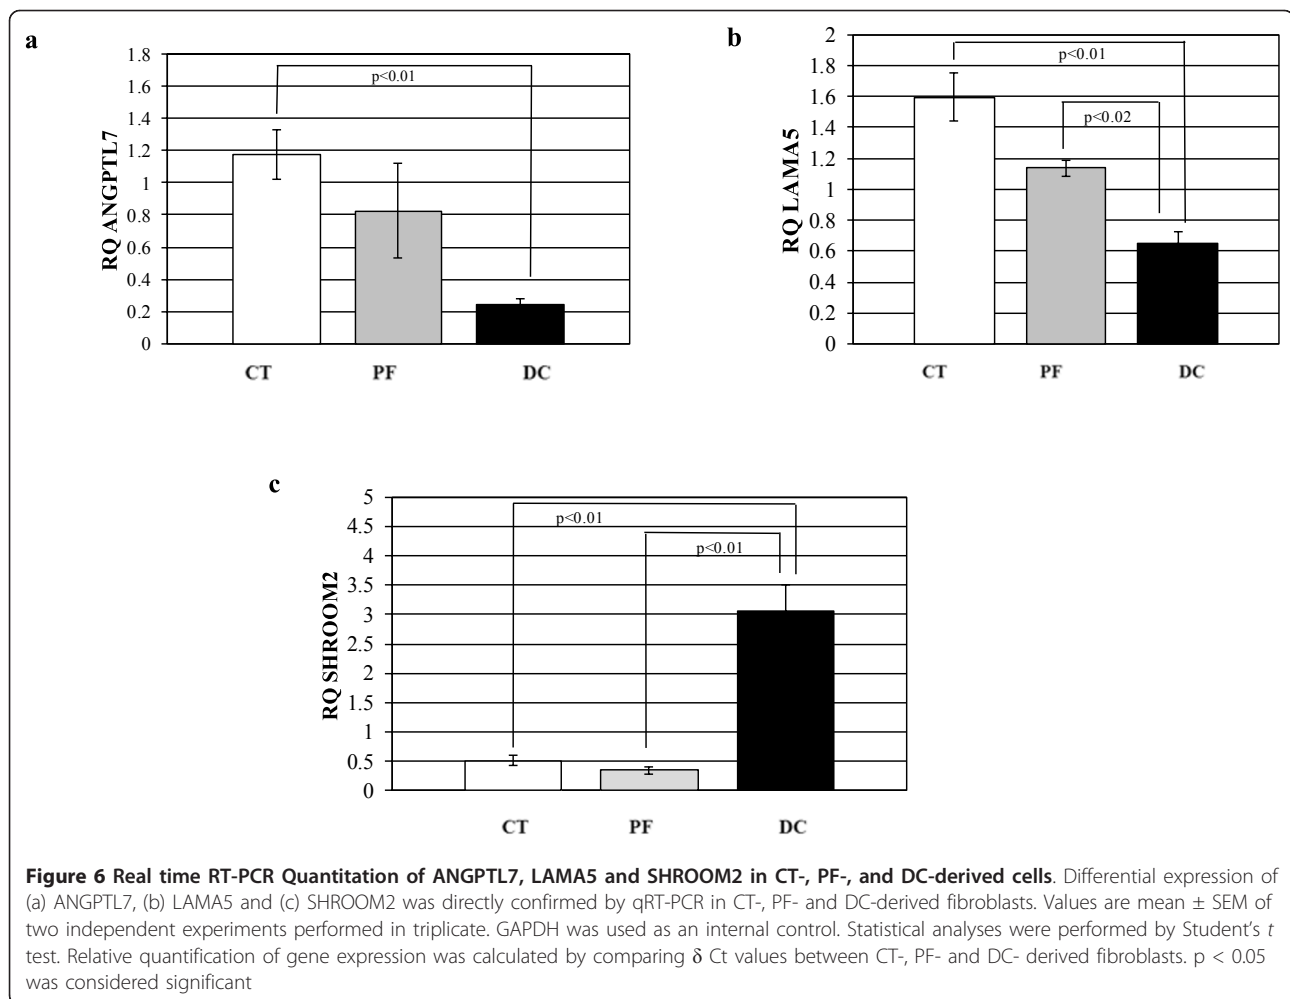 a
1.8
1.6
1.4
1.2
1
0.8
0.6
0.4
0.2
0
RQ ANGPTL7
p<0.01
CT PF DC
b
2
1.8
1.6
1.4
1.2
1
0.8
0.6
0.4
0.2
0
RQ LAMA5
p<0.01
p<0.02
CT PF DC
c
5
4.5
4
3.5
3
2.5
2
1.5
1
0.5
0
RQ SHROOM2
p<0.01
p<0.01
CT PF DC
Figure 6 Real time RT-PCR Quantitation of ANGPTL7, LAMA5 and SHROOM2 in CT-, PF-, and DC-derived cells. Differential expression of
(a) ANGPTL7, (b) LAMA5 and (c) SHROOM2 was directly confirmed by qRT-PCR in CT-, PF- and DC-derived fibroblasts. Values are mean ± SEM of
two independent experiments performed in triplicate. GAPDH was used as an internal control. Statistical analyses were performed by Student's t
test. Relative quantification of gene expression was calculated by comparing δ Ct values between CT-, PF- and DC- derived fibroblasts. p < 0.05
was considered significant